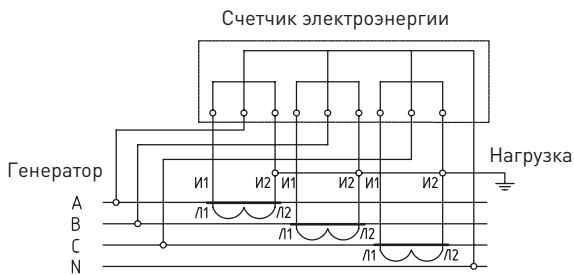 Счетчик электроэнергии
Генератор
Нагрузка
И1 И2 И1 И2 И1 И2
A
Л1 Л2
B
Л1 Л2
C
Л1 Л2
N